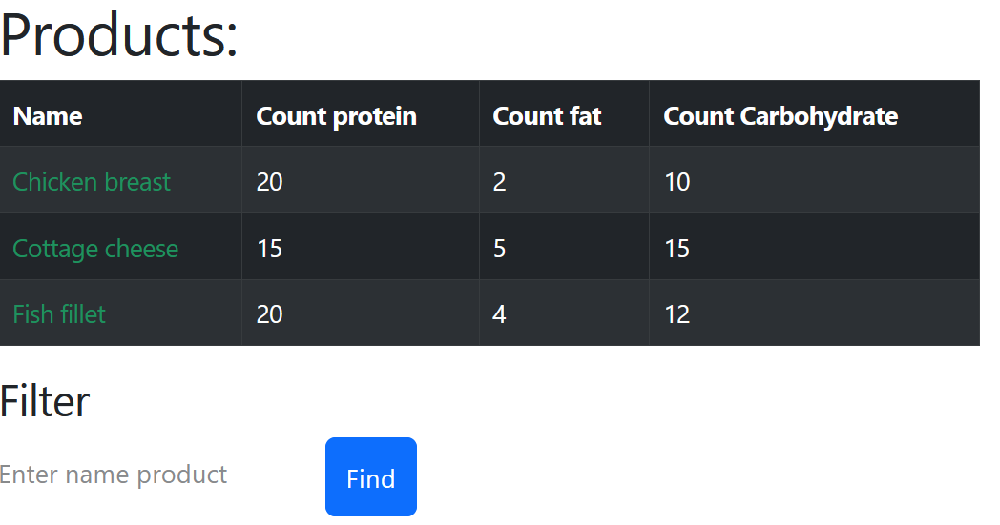 Products:
Name Count protein Count fat Count Carbohydrate
Chicken breast 20 2 10
Cottage cheese 15 5 15
Fish fillet 20 4 12
Filter
Enter name product Find